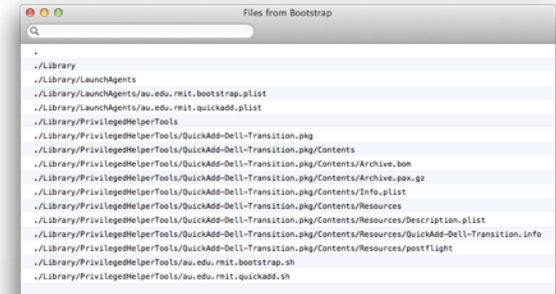 Files from Bootstrap
.
./Library
./Library/LaunchAgents
./Library/LaunchAgents/au.edu.rmit.bootstrap.plist
./Library/LaunchAgents/au.edu.rmit.quickadd.plist
./Library/PrivilegedHelperTools
./Library/PrivilegedHelperTools/QuickAdd-Dell-Transition.pkg
./Library/PrivilegedHelperTools/QuickAdd-Dell-Transition.pkg/Contents
./Library/PrivilegedHelperTools/QuickAdd-Dell-Transition.pkg/Contents/Archive.bom
./Library/PrivilegedHelperTools/QuickAdd-Dell-Transition.pkg/Contents/Archive.pax.gz
./Library/PrivilegedHelperTools/QuickAdd-Dell-Transition.pkg/Contents/Info.plist
./Library/PrivilegedHelperTools/QuickAdd-Dell-Transition.pkg/Contents/Resources
./Library/PrivilegedHelperTools/QuickAdd-Dell-Transition.pkg/Contents/Resources/Description.plist
./Library/PrivilegedHelperTools/QuickAdd-Dell-Transition.pkg/Contents/Resources/QuickAdd-Dell-Transition.info
./Library/PrivilegedHelperTools/QuickAdd-Dell-Transition.pkg/Contents/Resources/postflight
./Library/PrivilegedHelperTools/au.edu.rmit.bootstrap.sh
./Library/PrivilegedHelperTools/au.edu.rmit.quickadd.sh